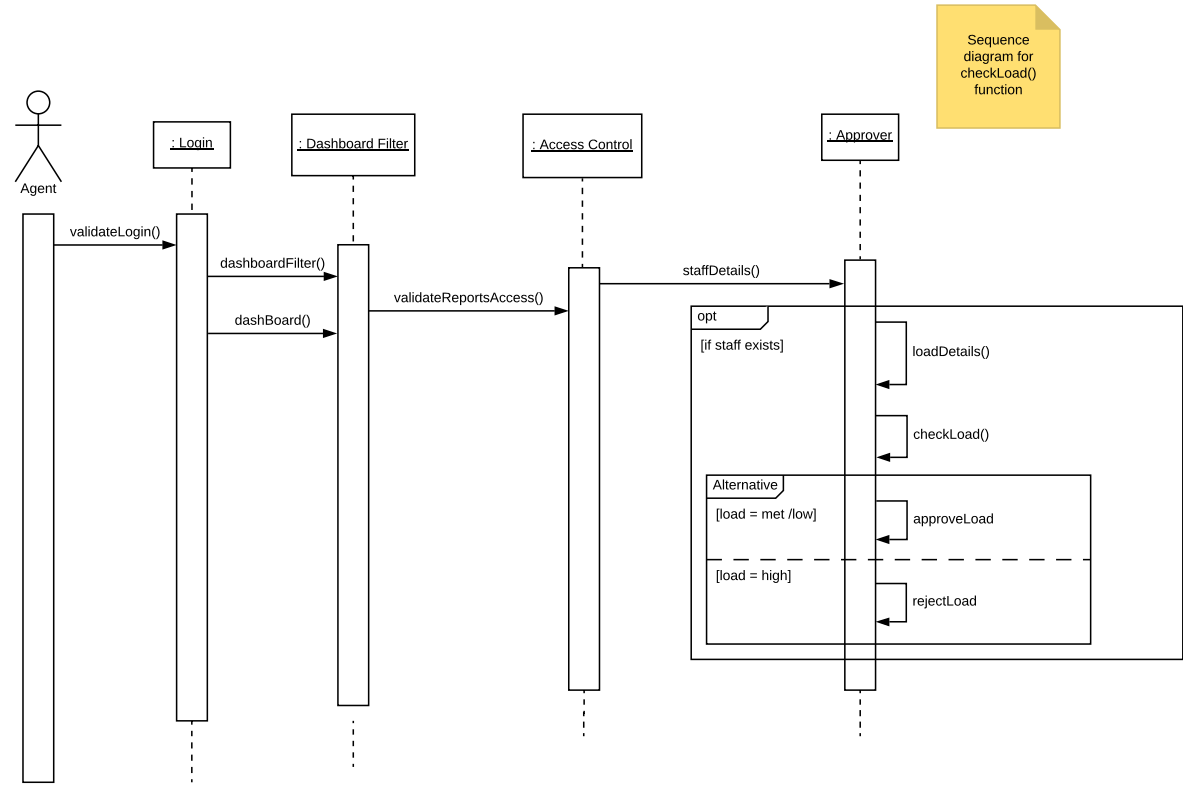 Sequence
diagram for
checkLoad()
function
: Login
: Dashboard Filter
: Access Control
: Approver
Agent
validateLogin()
dashboardFilter()
staffDetails()
validateReportsAccess()
dashBoard()
opt
[if staff exists]
loadDetails()
checkLoad()
Alternative
[load = met /low]
approveLoad
[load = high]
rejectLoad